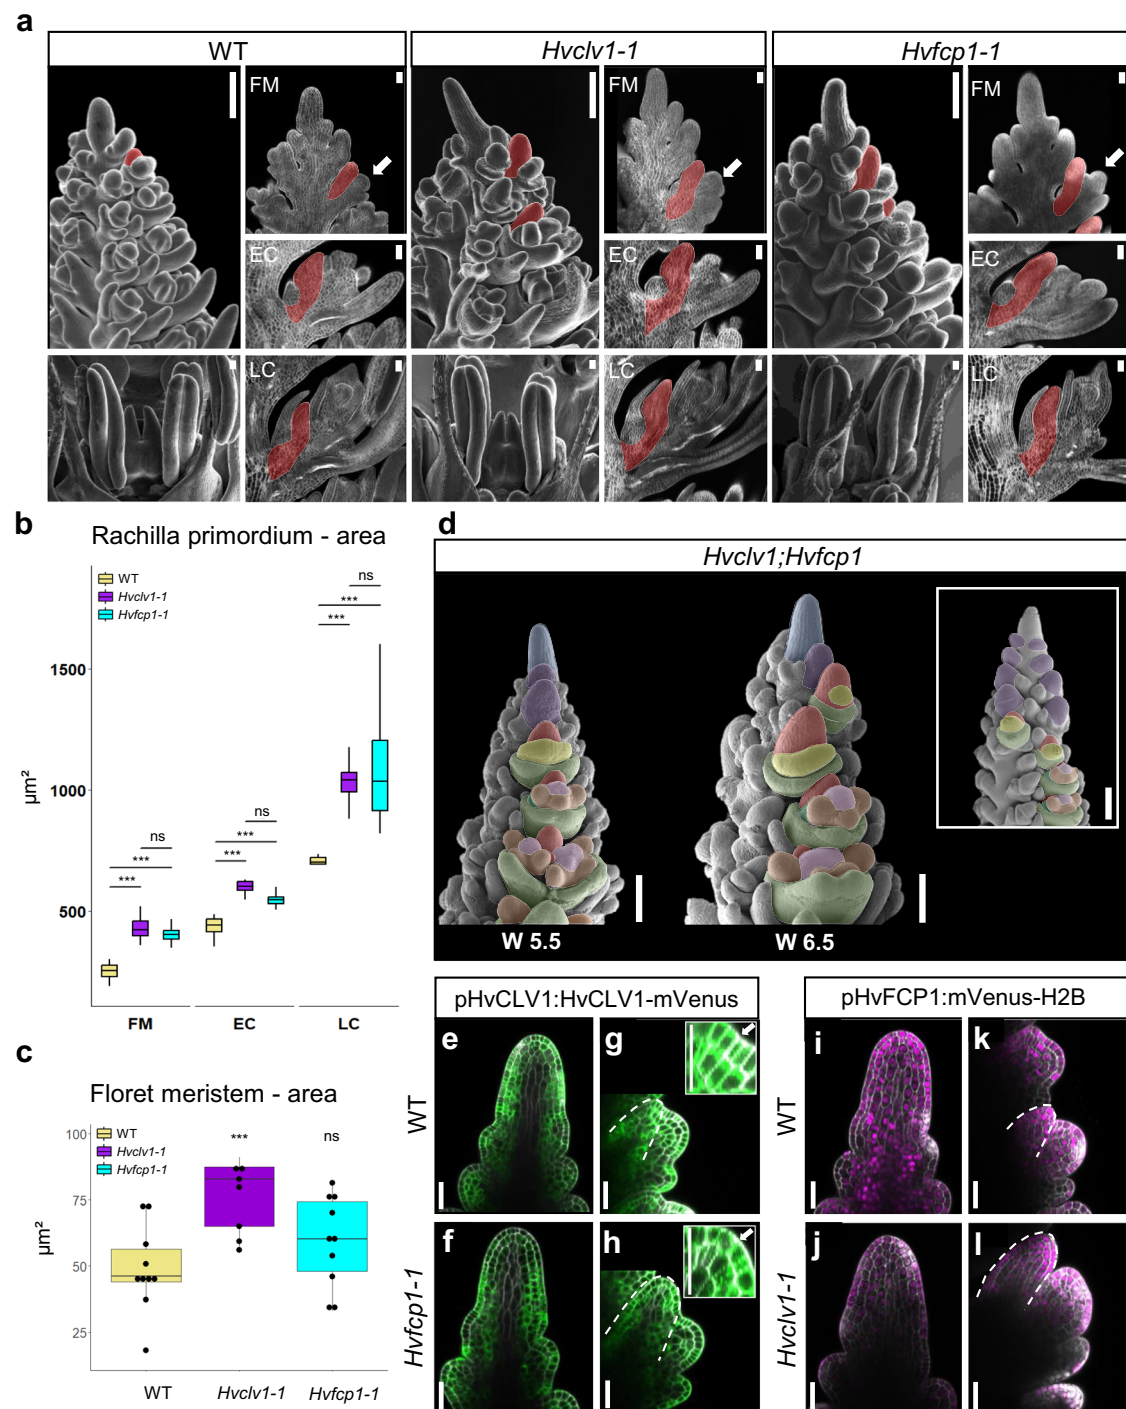 a
WT
Hvclv1-1
Hvfcp1-1
FM
FM
FM
EC
EC
EC
LC
LC
LC
b
Rachilla primordium - area
WT
Hvclv1-1
Hvfcp1-1
ns
***
***
ns
***
***
ns
***
***
1500
1000
500
µm²
FM
EC
LC
c
Floret meristem - area
WT
Hvclv1-1
Hvfcp1-1
***
ns
100
75
50
25
µm²
WT
Hvclv1-1
Hvfcp1-1
d
Hvclv1;Hvfcp1
W 5.5
W 6.5
pHvCLV1:HvCLV1-mVenus
pHvFCP1:mVenus-H2B
WT
e
g
WT
i
k
Hvfcp1-1
f
h
Hvclv1-1
j
l